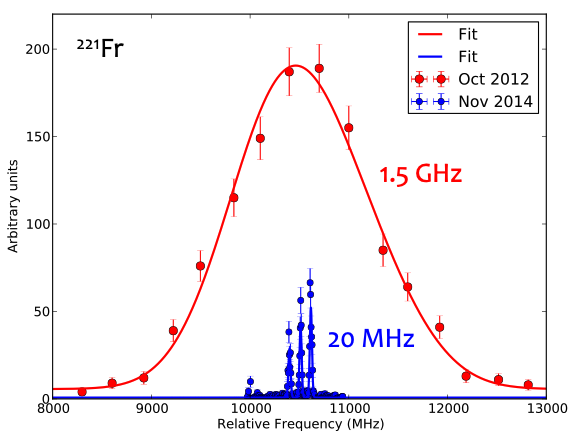 ²²¹Fr
Fit
Fit
Oct 2012
Nov 2014
1.5 GHz
20 MHz
Arbitrary units
200
150
100
50
0
8000 9000 10000 11000 12000 13000
Relative Frequency (MHz)